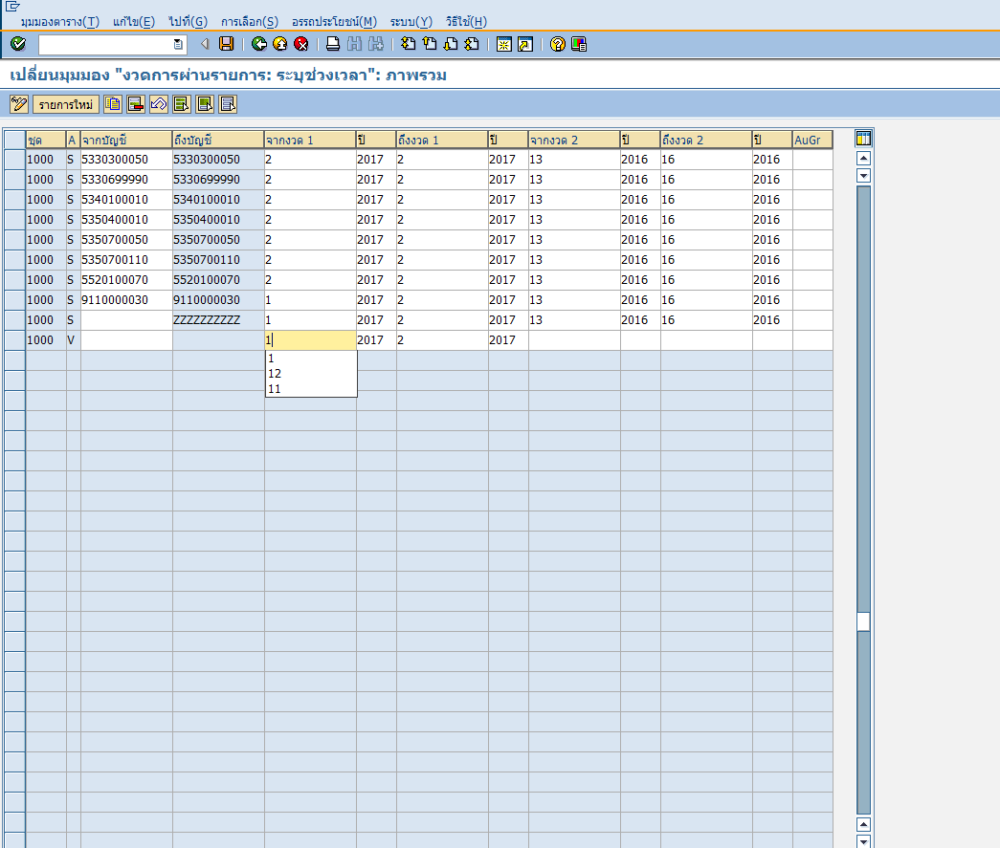 มุมมองตาราง(T) แก้ไข(E) ไปที่(G) การเลือก(S) อรรถประโยชน์(M) ระบบ(Y) วิธีใช้(H)
เปลี่ยนมุมมอง "งวดการผ่านรายการ: ระบุช่วงเวลา": ภาพรวม
รายการใหม่
ชุด A จากบัญชี ถึงบัญชี จากงวด 1 ปี ถึงงวด 1 ปี จากงวด 2 ปี ถึงงวด 2 ปี AuGr
1000 S 5330300050 5330300050 2 2017 2 2017 13 2016 16 2016
1000 S 5330699990 5330699990 2 2017 2 2017 13 2016 16 2016
1000 S 5340100010 5340100010 2 2017 2 2017 13 2016 16 2016
1000 S 5350400010 5350400010 2 2017 2 2017 13 2016 16 2016
1000 S 5350700050 5350700050 2 2017 2 2017 13 2016 16 2016
1000 S 5350700110 5350700110 2 2017 2 2017 13 2016 16 2016
1000 S 5520100070 5520100070 2 2017 2 2017 13 2016 16 2016
1000 S 9110000030 9110000030 1 2017 2 2017 13 2016 16 2016
1000 S ZZZZZZZZZZ 1 2017 2 2017 13 2016 16 2016
1000 V 1 2017 2 2017
1
12
11